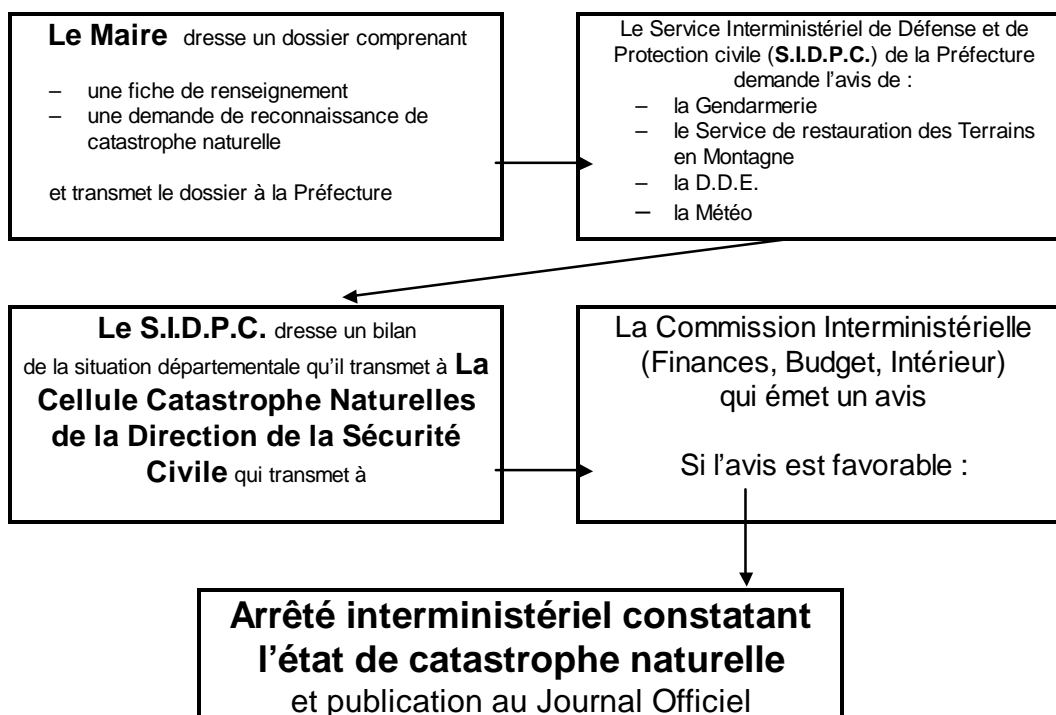 Le Maire dresse un dossier comprenant
– une fiche de renseignement
– une demande de reconnaissance de
catastrophe naturelle
et transmet le dossier à la Préfecture
Le Service Interministériel de Défense et de
Protection civile (S.I.D.P.C.) de la Préfecture
demande l’avis de :
– la Gendarmerie
– le Service de restauration des Terrains
en Montagne
– la D.D.E.
– la Météo
Le S.I.D.P.C. dresse un bilan
de la situation départementale qu’il transmet à La
Cellule Catastrophe Naturelles
de la Direction de la Sécurité
Civile qui transmet à
La Commission Interministérielle
(Finances, Budget, Intérieur)
qui émet un avis
Si l’avis est favorable :
Arrêté interministériel constatant
l’état de catastrophe naturelle
et publication au Journal Officiel